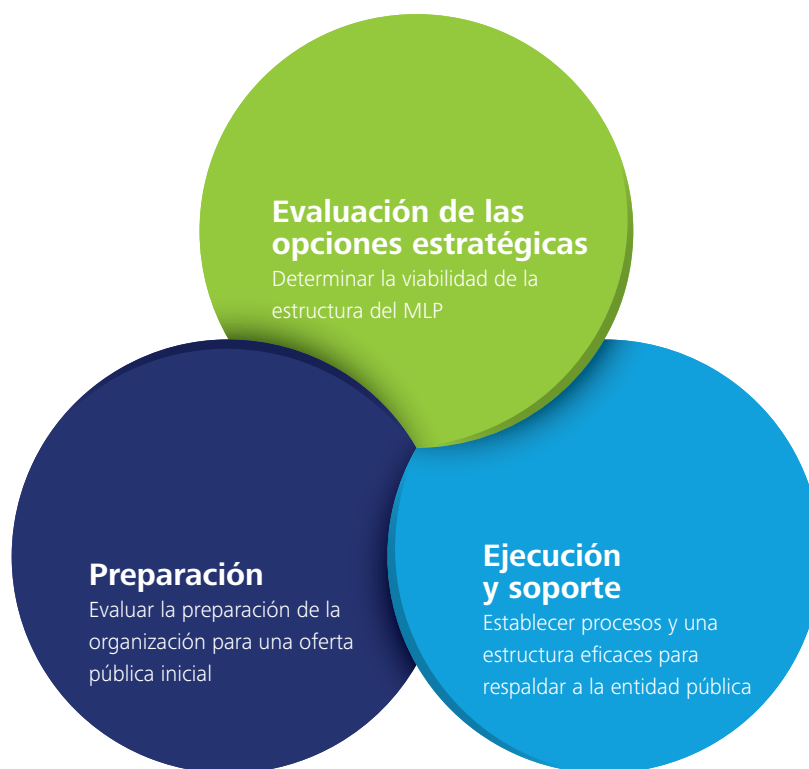 Evaluación de las
opciones estratégicas
Determinar la viabilidad de la
estructura del MLP
Preparación
Evaluar la preparación de la
organización para una oferta
pública inicial
Ejecución
y soporte
Establecer procesos y una
estructura eficaces para
respaldar a la entidad pública